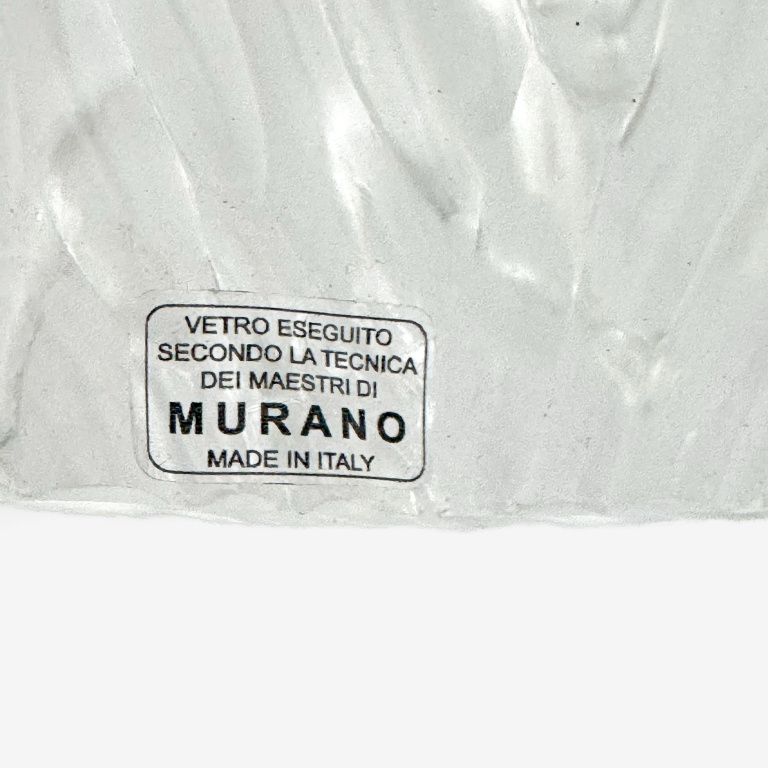 VETRO ESEGUITO
SECONDO LA TECNICA
DEI MAESTRI DI
MURANO
MADE IN ITALY